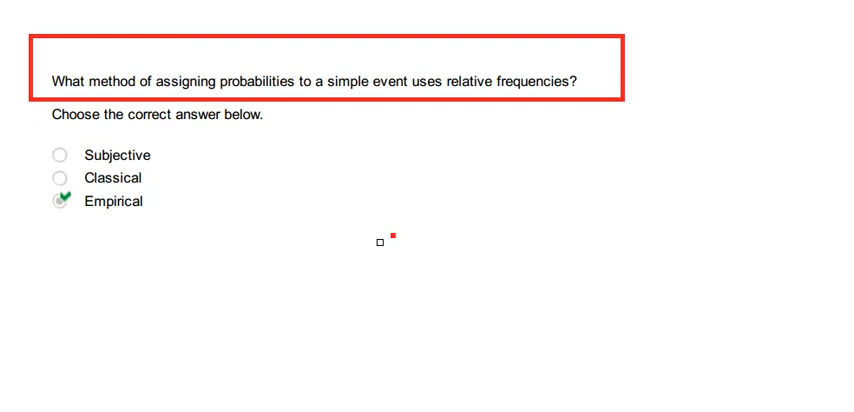 What method of assigning probabilities to a simple event uses relative frequencies?
Choose the correct answer below.
Subjective
Classical
Empirical